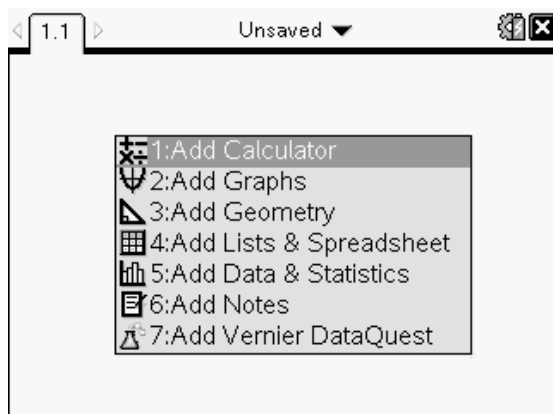 1.1 Unsaved
1:Add Calculator
2:Add Graphs
3:Add Geometry
4:Add Lists & Spreadsheet
5:Add Data & Statistics
6:Add Notes
7:Add Vernier DataQuest